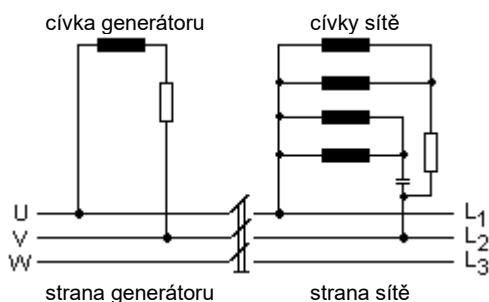 cívka generátoru
cívky sítě
U
L1
V
L2
W
L3
strana generátoru
strana sítě